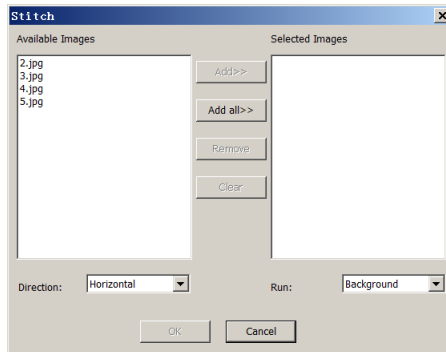 Stitch
Available Images
Selected Images
2.jpg
3.jpg
4.jpg
5.jpg
Add>>
Add all>>
Remove
Clear
Direction:
Horizontal
Run:
Background
OK
Cancel